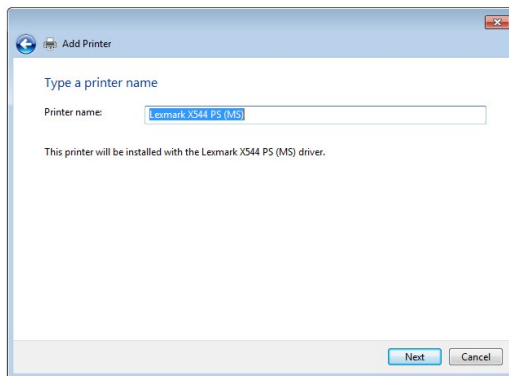 Add Printer
Type a printer name
Printer name: Lexmark X544 PS (MS)
This printer will be installed with the Lexmark X544 PS (MS) driver.
Next Cancel